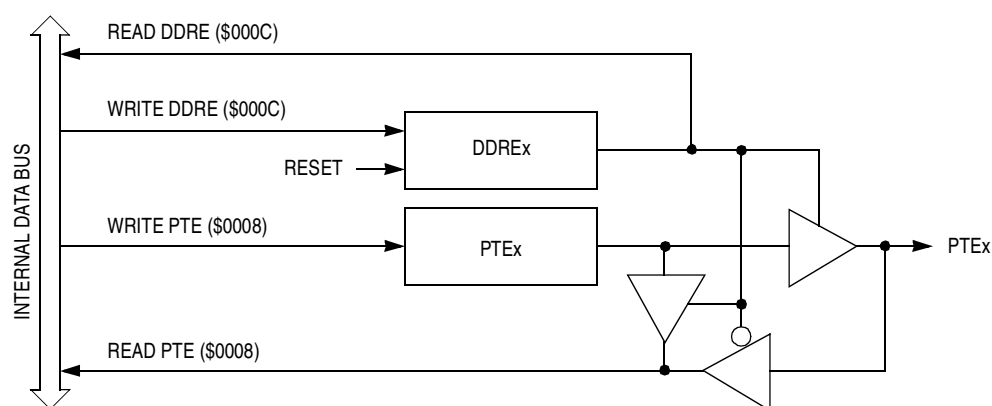 READ DDRE ($000C)
WRITE DDRE ($000C)
DDREx
RESET
INTERNAL DATA BUS
WRITE PTE ($0008)
PTEx
PTEx
READ PTE ($0008)